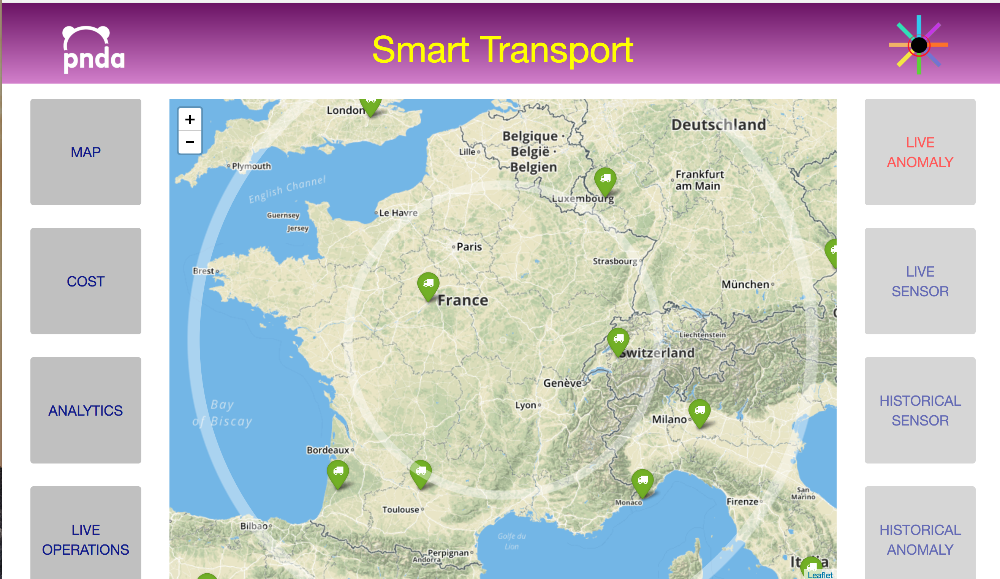 pnda
Smart Transport
MAP
COST
ANALYTICS
LIVE
OPERATIONS
+
−
London
Plymouth
English Channel
Guernsey
Jersey
Lille
Belgique ·
België ·
Belgien
Deutschland
Frankfurt
am Main
Luxembourg
Le Havre
Paris
Strasbourg
Brest
München
France
Liechtenstein
Switzerland
Genève
Lyon
Milano
Bay
of Biscay
Bordeaux
Toulouse
Monaco
Firenze
San
Marino
Bilbao
Golfe du
Lion
Perpignan
Andorra
Leaflet
LIVE
ANOMALY
LIVE
SENSOR
HISTORICAL
SENSOR
HISTORICAL
ANOMALY